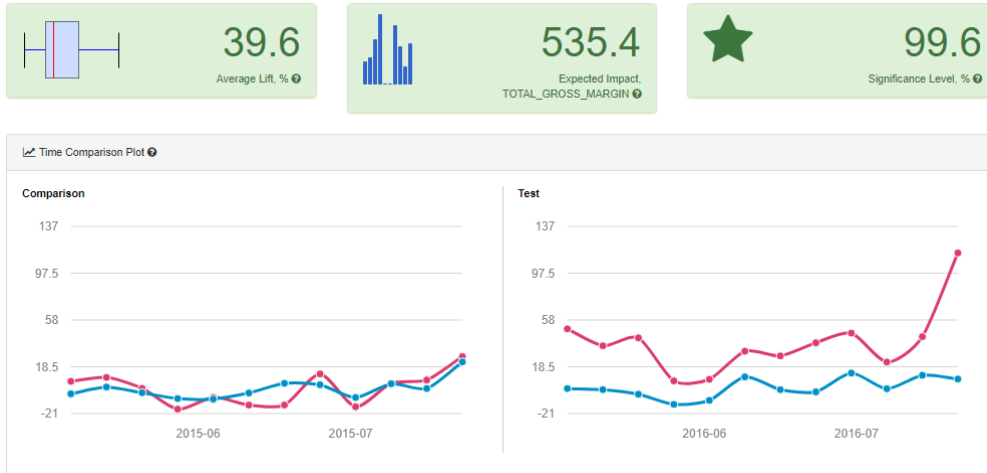 39.6
Average Lift, %
535.4
Expected Impact,
TOTAL_GROSS_MARGIN
99.6
Significance Level, %
Time Comparison Plot
Comparison
137
97.5
58
18.5
-21
2015-06 2015-07
Test
137
97.5
58
18.5
-21
2016-06 2016-07